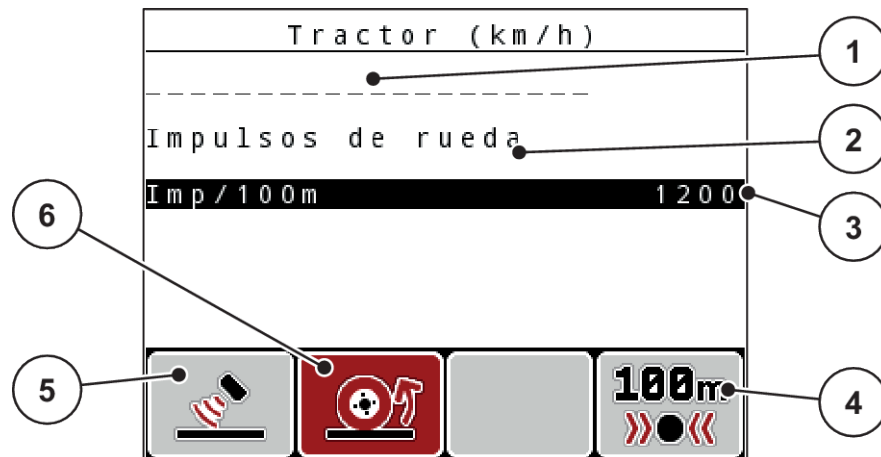 Tractor (km/h)
1
Impulsos de rueda
2
Imp/100m 1200
3
6
5
100m
4